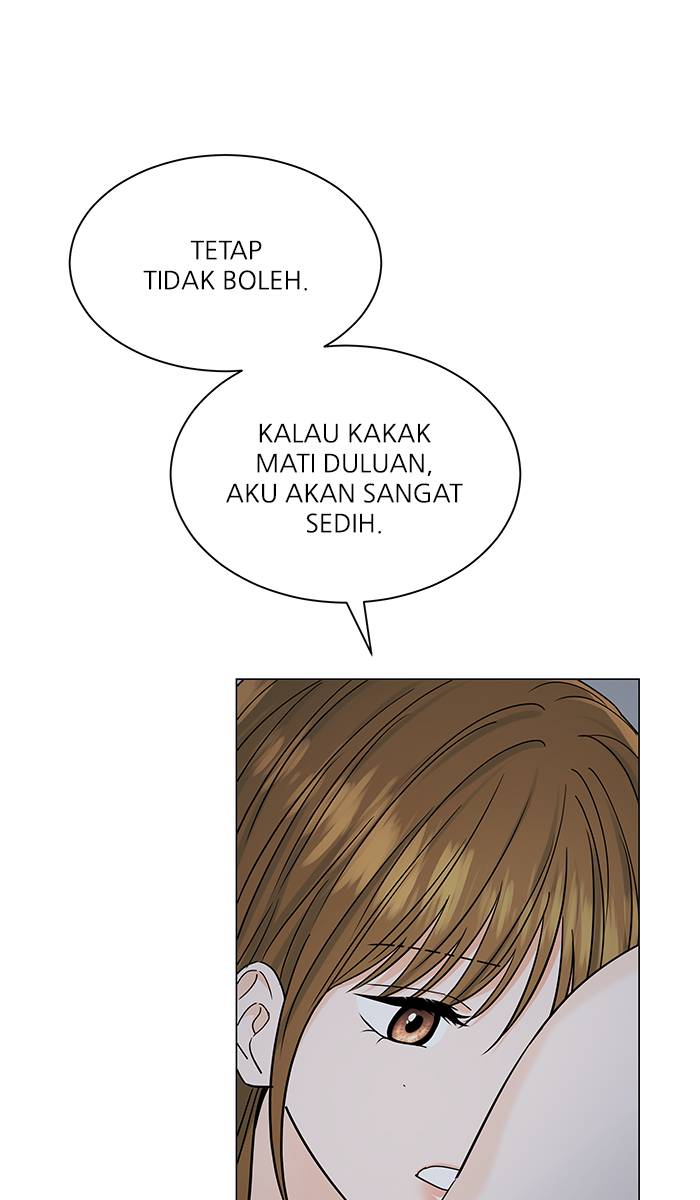 TETAP
TIDAK BOLEH.
KALAU KAKAK
MATI DULUAN,
AKU AKAN SANGAT
SEDIH.